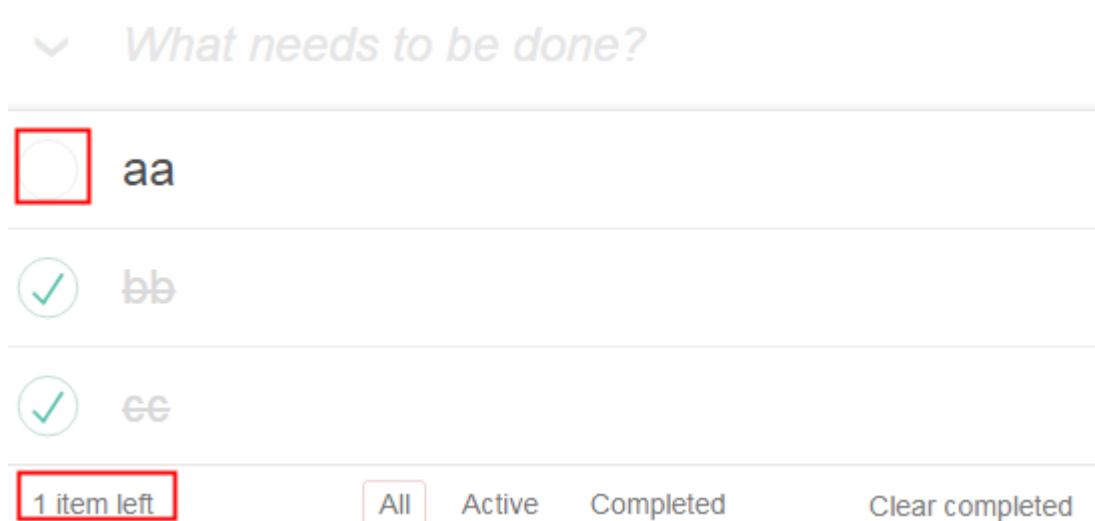 What needs to be done?
aa
bb
cc
1 item left All Active Completed Clear completed